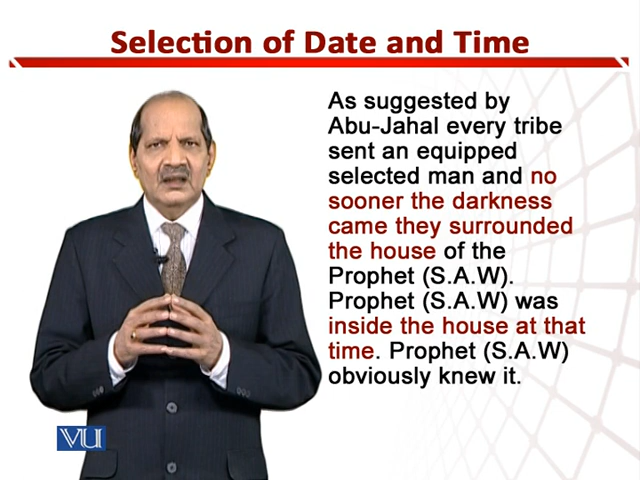 Selection of Date and Time
As suggested by
Abu-Jahal every tribe
sent an equipped
selected man and no
sooner the darkness
came they surrounded
the house of the
Prophet (S.A.W).
Prophet (S.A.W) was
inside the house at that
time. Prophet (S.A.W)
obviously knew it.
VU